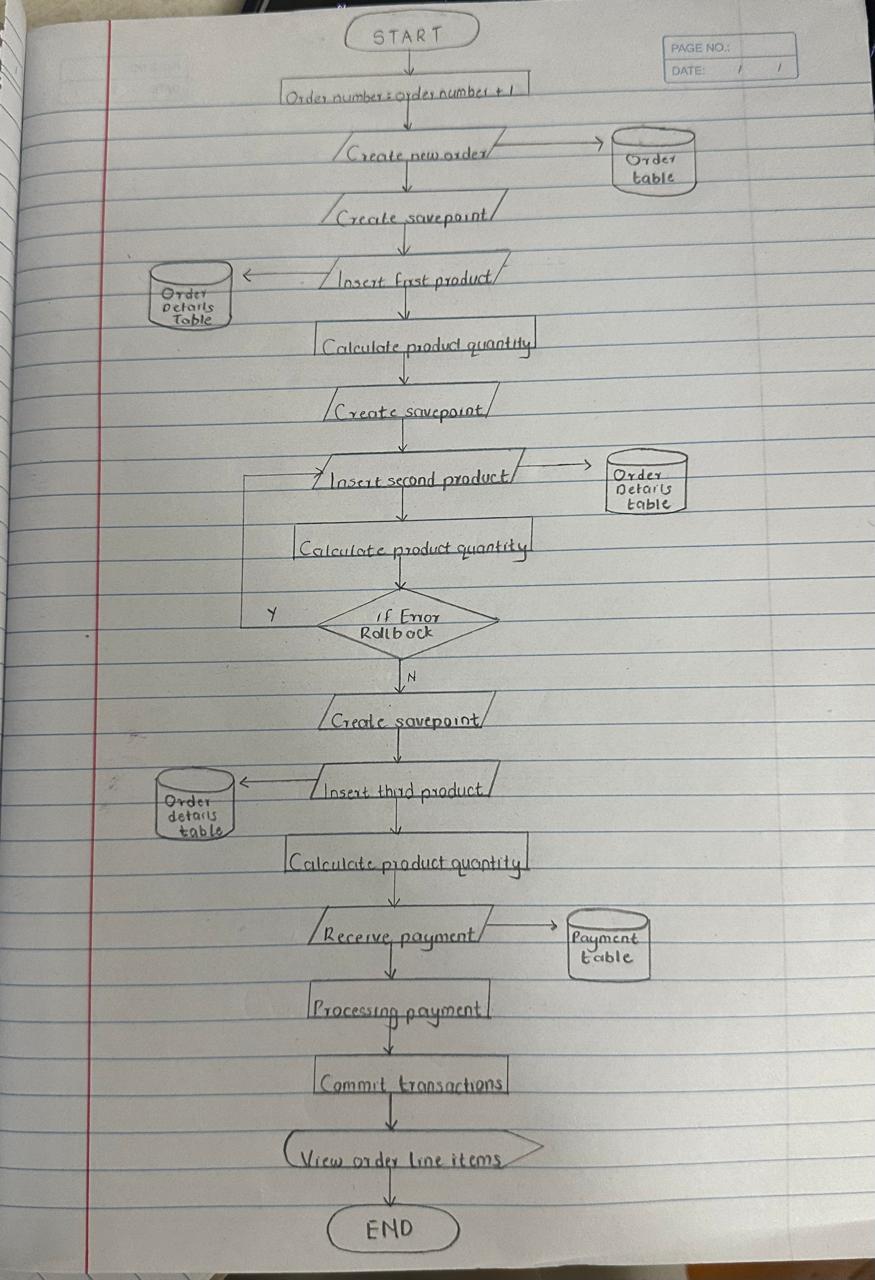 START
PAGE NO.:
DATE: / /
Order number = order number + 1
Create new order
Order
table
Create savepoint
Insert first product
Order
Details
Table
Calculate product quantity
Create savepoint
Insert second product
Order
Details
table
Calculate product quantity
if Error
Rollback
Y
N
Create savepoint
Insert third product
Order
details
table
Calculate product quantity
Receive payment
Payment
table
Processing payment
Commit transactions
View order line items
END